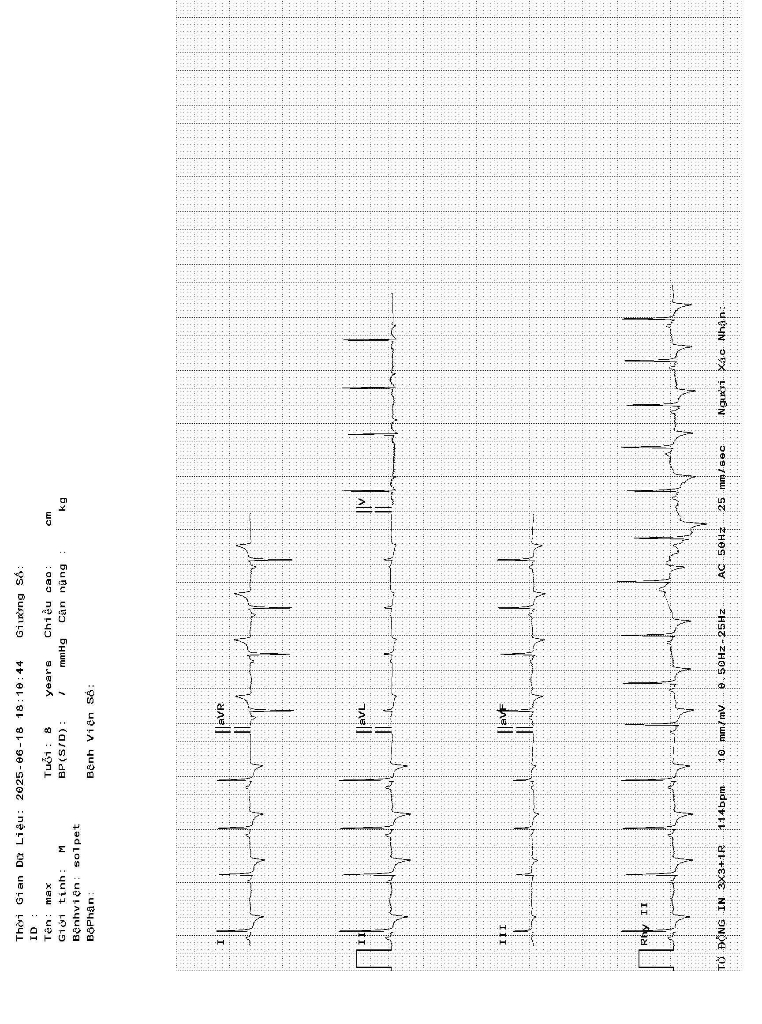 Thời Gian Dữ Liệu: 2025-06-18 18:10:44 Giường Số:
ID :
Tên: max Tuổi: 8 years Chiều cao: cm
Giới tính: M BP(S/D): / mmHg Cân nặng : kg
Bệnhviện: solpet
BộPhận: Bệnh Viện Số:
I aVR
II aVL V
III aVF
Rhy II
TỰ ĐỘNG IN 3X3+1R 114bpm 10 mm/mV 0.50Hz-25Hz AC 50Hz 25 mm/sec Người Xác Nhận: